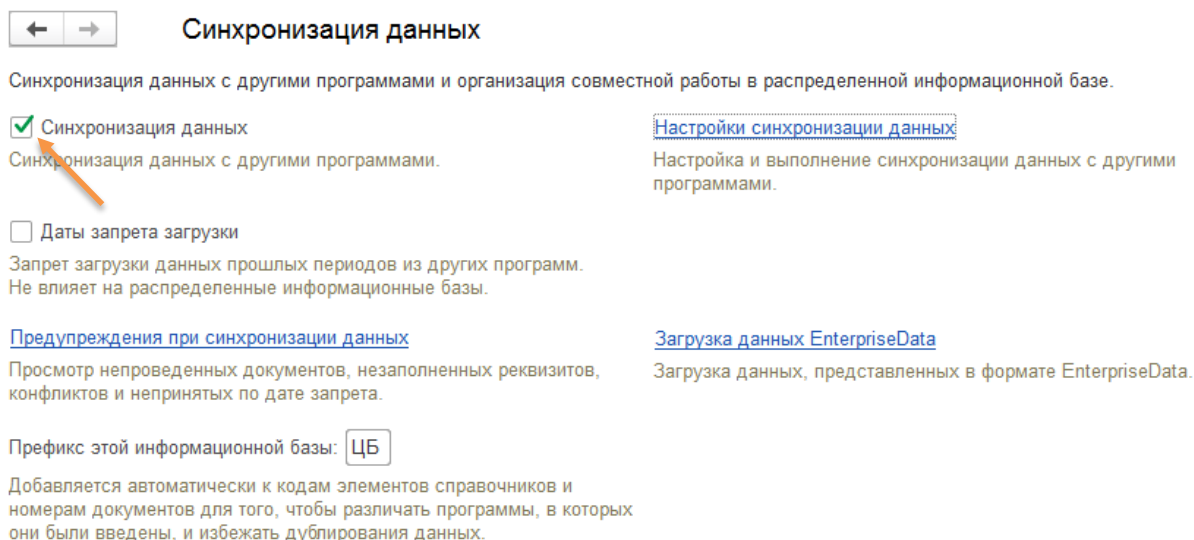 Синхронизация данных
Синхронизация данных с другими программами и организация совместной работы в распределенной информационной базе.
Синхронизация данных
Настройки синхронизации данных
Синхронизация данных с другими программами.
Настройка и выполнение синхронизации данных с другими
программами.
Даты запрета загрузки
Запрет загрузки данных прошлых периодов из других программ.
Не влияет на распределенные информационные базы.
Предупреждения при синхронизации данных
Загрузка данных EnterpriseData
Просмотр непроведенных документов, незаполненных реквизитов,
конфликтов и непринятых по дате запрета.
Загрузка данных, представленных в формате EnterpriseData.
Префикс этой информационной базы: ЦБ
Добавляется автоматически к кодам элементов справочников и
номерам документов для того, чтобы различать программы, в которых
они были введены, и избежать дублирования данных.